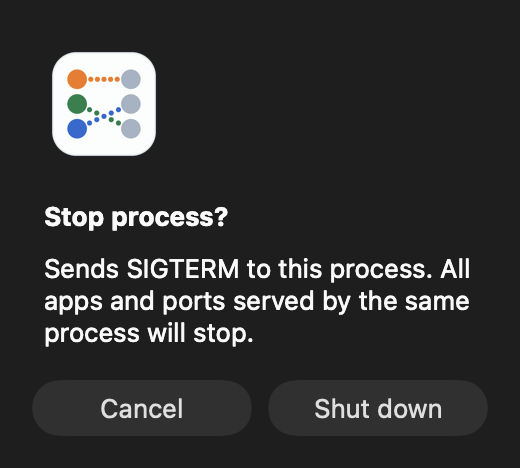 Stop process?
Sends SIGTERM to this process. All
apps and ports served by the same
process will stop.
Cancel
Shut down